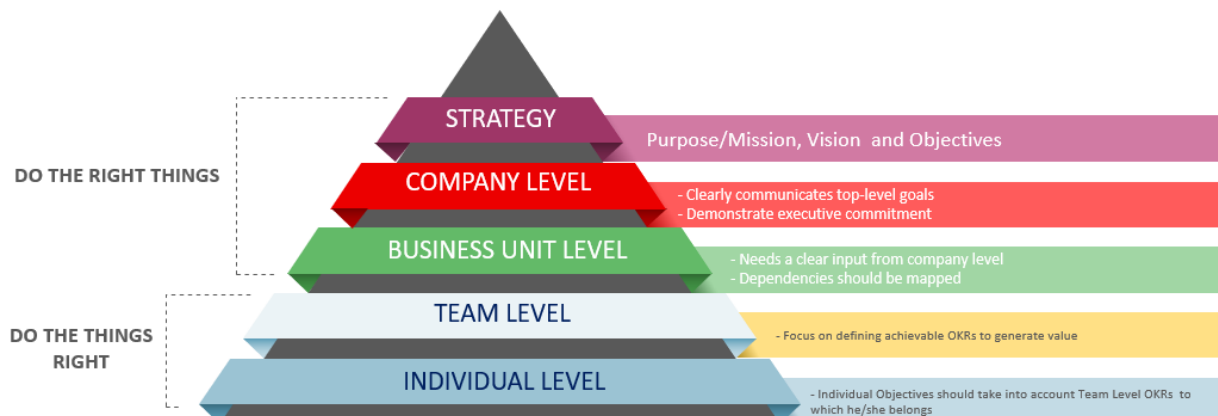 STRATEGY
Purpose/Mission, Vision and Objectives
DO THE RIGHT THINGS
COMPANY LEVEL
- Clearly communicates top-level goals
- Demonstrate executive commitment
BUSINESS UNIT LEVEL
- Needs a clear input from company level
- Dependencies should be mapped
DO THE THINGS
RIGHT
TEAM LEVEL
- Focus on defining achievable OKRs to generate value
INDIVIDUAL LEVEL
- Individual Objectives should take into account Team Level OKRs to
which he/she belongs